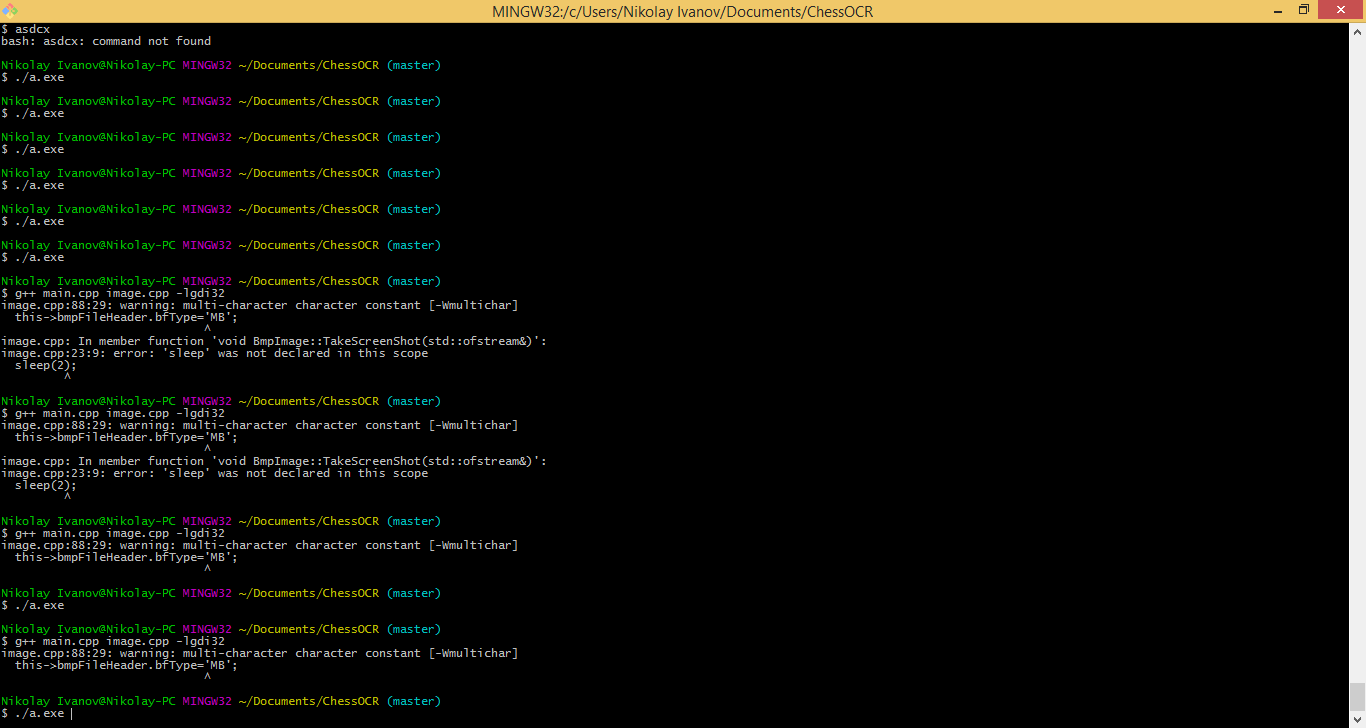 MINGW32:/c/Users/Nikolay Ivanov/Documents/ChessOCR
$ asdcx
bash: asdcx: command not found
Nikolay Ivanov@Nikolay-PC MINGW32 ~/Documents/ChessOCR (master)
$ ./a.exe
Nikolay Ivanov@Nikolay-PC MINGW32 ~/Documents/ChessOCR (master)
$ ./a.exe
Nikolay Ivanov@Nikolay-PC MINGW32 ~/Documents/ChessOCR (master)
$ ./a.exe
Nikolay Ivanov@Nikolay-PC MINGW32 ~/Documents/ChessOCR (master)
$ ./a.exe
Nikolay Ivanov@Nikolay-PC MINGW32 ~/Documents/ChessOCR (master)
$ ./a.exe
Nikolay Ivanov@Nikolay-PC MINGW32 ~/Documents/ChessOCR (master)
$ ./a.exe
Nikolay Ivanov@Nikolay-PC MINGW32 ~/Documents/ChessOCR (master)
$ g++ main.cpp image.cpp -lgdi32
image.cpp:88:29: warning: multi-character character constant [-Wmultichar]
  this->bmpFileHeader.bfType='MB';
                             ^
image.cpp: In member function 'void BmpImage::TakeScreenShot(std::ofstream&)':
image.cpp:23:9: error: 'sleep' was not declared in this scope
  sleep(2);
         ^
Nikolay Ivanov@Nikolay-PC MINGW32 ~/Documents/ChessOCR (master)
$ g++ main.cpp image.cpp -lgdi32
image.cpp:88:29: warning: multi-character character constant [-Wmultichar]
  this->bmpFileHeader.bfType='MB';
                             ^
image.cpp: In member function 'void BmpImage::TakeScreenShot(std::ofstream&)':
image.cpp:23:9: error: 'sleep' was not declared in this scope
  sleep(2);
         ^
Nikolay Ivanov@Nikolay-PC MINGW32 ~/Documents/ChessOCR (master)
$ g++ main.cpp image.cpp -lgdi32
image.cpp:88:29: warning: multi-character character constant [-Wmultichar]
  this->bmpFileHeader.bfType='MB';
                             ^
Nikolay Ivanov@Nikolay-PC MINGW32 ~/Documents/ChessOCR (master)
$ ./a.exe
Nikolay Ivanov@Nikolay-PC MINGW32 ~/Documents/ChessOCR (master)
$ g++ main.cpp image.cpp -lgdi32
image.cpp:88:29: warning: multi-character character constant [-Wmultichar]
  this->bmpFileHeader.bfType='MB';
                             ^
Nikolay Ivanov@Nikolay-PC MINGW32 ~/Documents/ChessOCR (master)
$ ./a.exe